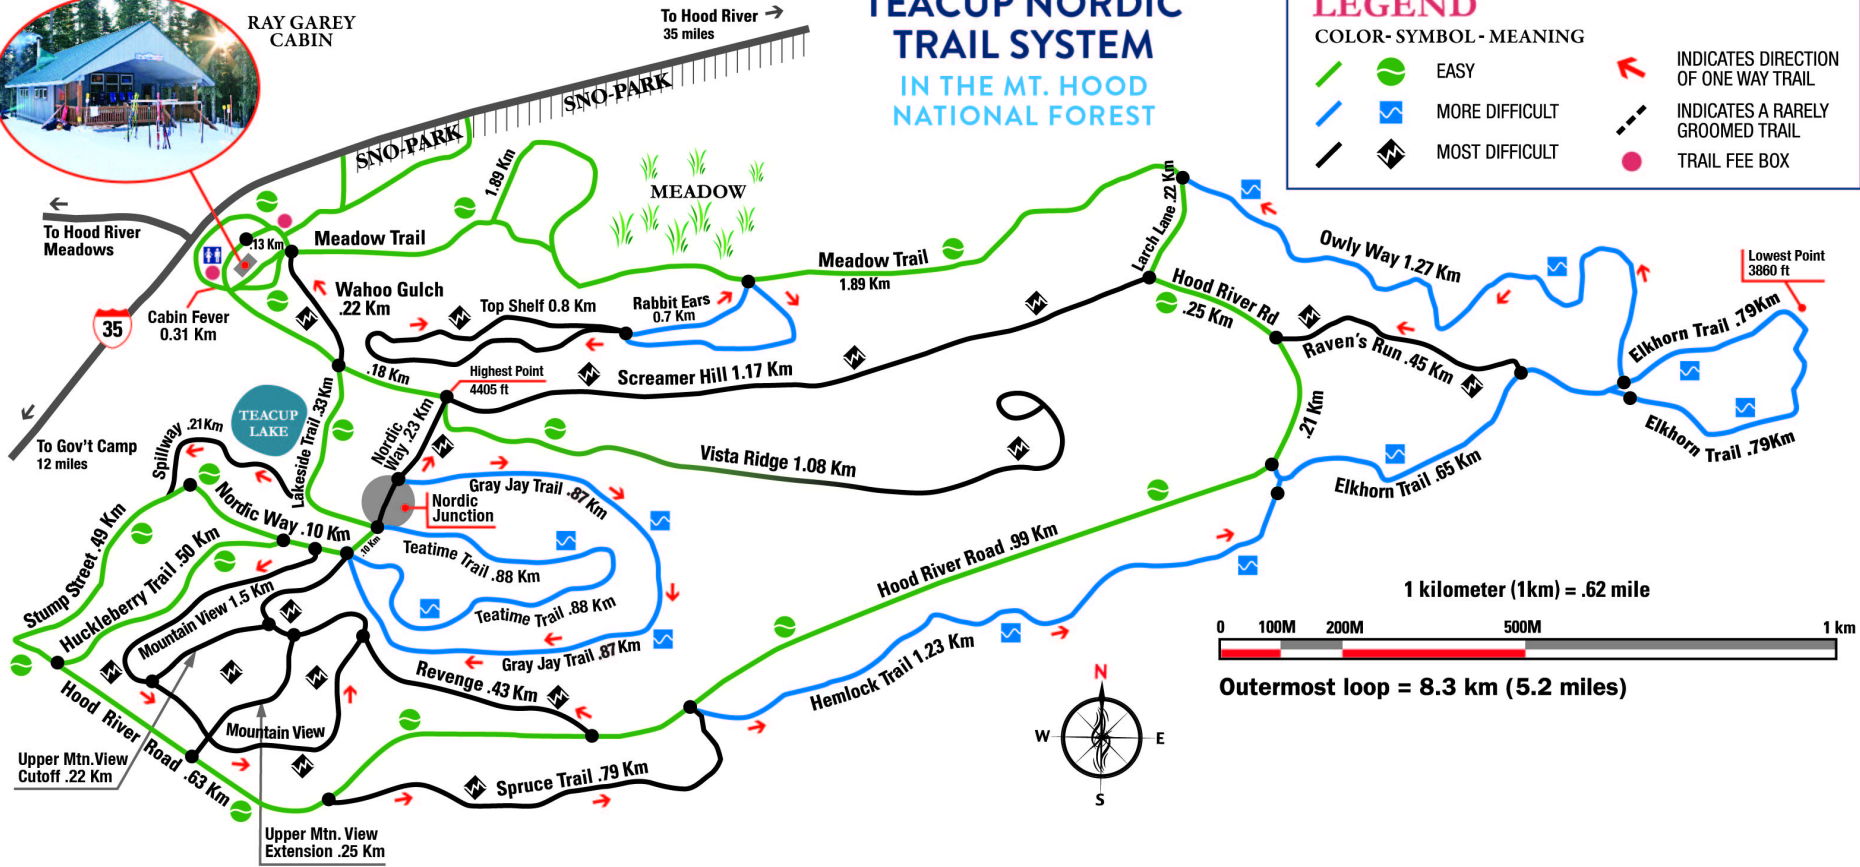 RAY GAREY
CABIN
To Hood River
35 miles
TEACUP NORDIC
TRAIL SYSTEM
IN THE MT. HOOD
NATIONAL FOREST
LEGEND
COLOR- SYMBOL - MEANING
EASY
MORE DIFFICULT
MOST DIFFICULT
INDICATES DIRECTION
OF ONE WAY TRAIL
INDICATES A RARELY
GROOMED TRAIL
TRAIL FEE BOX
SNO-PARK
SNO-PARK
To Hood River
Meadows
.13 Km
Meadow Trail
1.89 Km
MEADOW
Meadow Trail
1.89 Km
Larch Lane .22 Km
Owly Way 1.27 Km
Lowest Point
3860 ft
35
Cabin Fever
0.31 Km
Wahoo Gulch
.22 Km
Top Shelf 0.8 Km
Rabbit Ears
0.7 Km
Hood River Rd
.25 Km
Raven's Run .45 Km
Elkhorn Trail .79Km
Elkhorn
Trail .79Km
.18 Km
Highest Point
4405 ft
Screamer Hill 1.17 Km
.21 Km
To Gov't Camp
12 miles
TEACUP
LAKE
Lakeside Trail .33Km
Nordic
Way .23 Km
Spillway .21Km
Vista Ridge 1.08 Km
Elkhorn Trail .65 Km
Gray Jay Trail .87Km
Nordic
Junction
Nordic Way .10 Km
.10 Km
Stump Street .49 Km
Huckleberry Trail .50 Km
Teatime Trail .88 Km
Teatime Trail .88 Km
Gray Jay Trail .87Km
Hood River Road .99 Km
Mountain View 1.5 Km
Revenge .43 Km
Hemlock Trail 1.23 Km
Mountain View
Hood River Road .63 Km
Upper Mtn.View
Cutoff .22 Km
Spruce Trail .79 Km
Upper Mtn. View
Extension .25 Km
1 kilometer (1km) = .62 mile
0 100M 200M 500M 1 km
Outermost loop = 8.3 km (5.2 miles)
N
W E
S